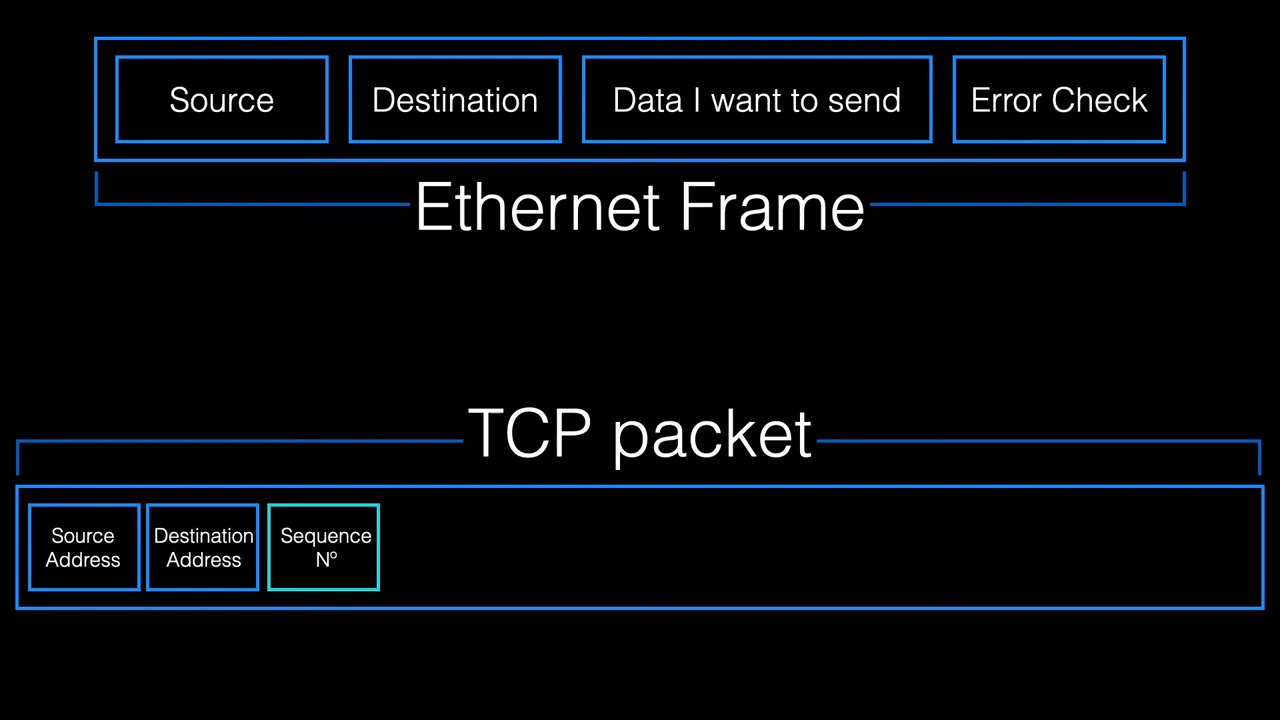 Source
Destination
Data I want to send
Error Check
Ethernet Frame
TCP packet
Source
Address
Destination
Address
Sequence
Nº